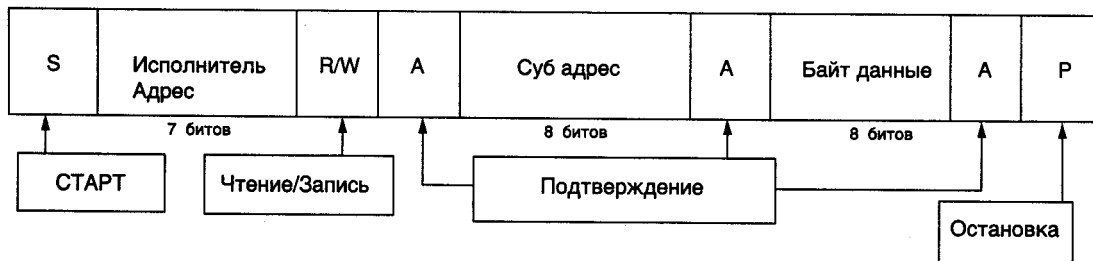 S
Исполнитель
Адрес
R/W
A
Суб адрес
A
Байт данные
A
P
7 битов
8 битов
8 битов
СТАРТ
Чтение/Запись
Подтверждение
Остановка